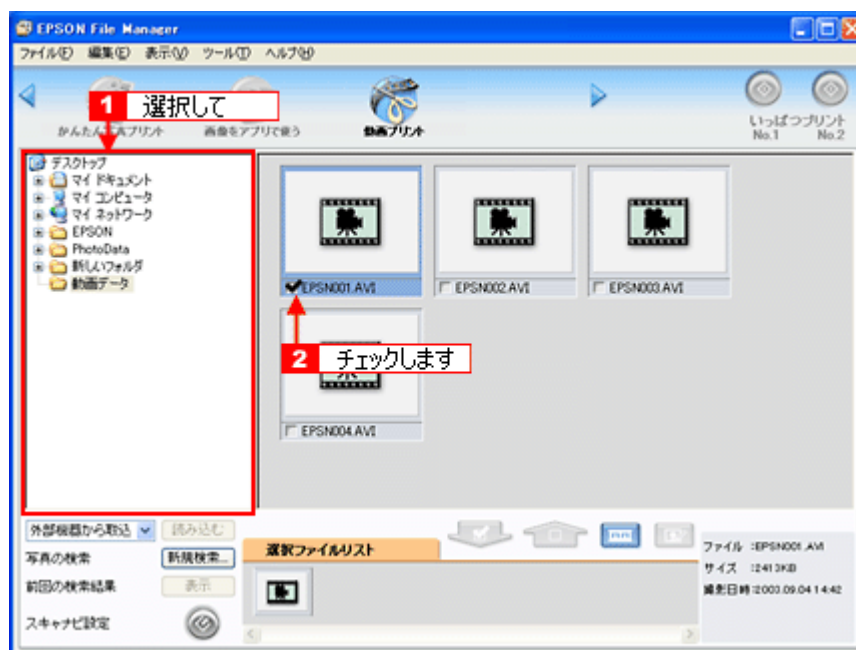 EPSON File Manager
ファイル(F) 編集(E) 表示(V) ツール(T) ヘルプ(H)
1 選択して
画像をアプリで使う
動画プリント
いっぱつプリント
No.1 No.2
デスクトップ
マイ ドキュメント
マイ コンピュータ
マイ ネットワーク
EPSON
PhotoData
新しいフォルダ
動画データ
EPSN001.AVI
EPSN002.AVI
EPSN003.AVI
2 チェックします
EPSN004.AVI
外部機器から取込
読み込む
写真の検索
新規検索...
前回の検索結果
表示
スキャナビ設定
選択ファイルリスト
ファイル :EPSN001.AVI
サイズ :2413KB
撮影日時:2003.09.04 14:42